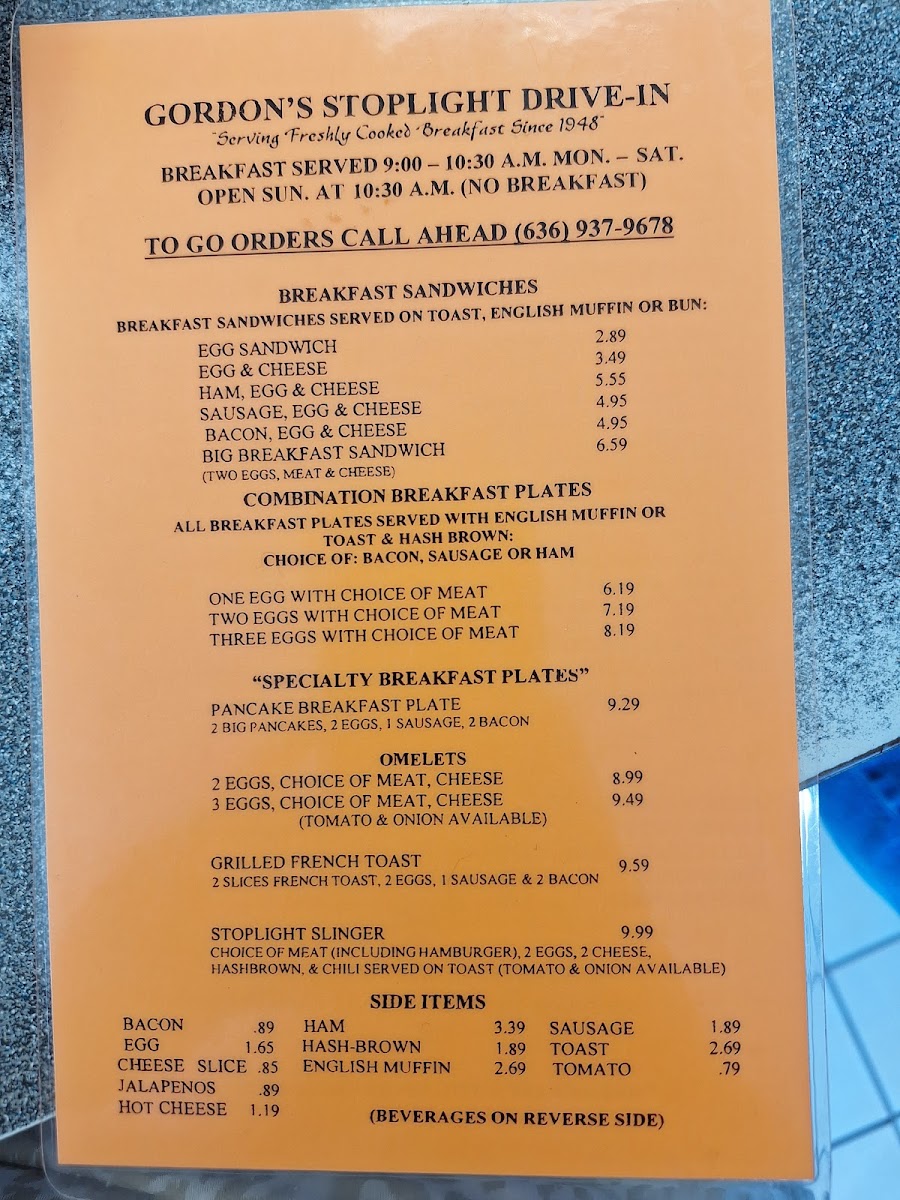 GORDON'S STOPLIGHT DRIVE-IN
"Serving Freshly Cooked Breakfast Since 1948"
BREAKFAST SERVED 9:00 – 10:30 A.M. MON. – SAT.
OPEN SUN. AT 10:30 A.M. (NO BREAKFAST)
TO GO ORDERS CALL AHEAD (636) 937-9678
BREAKFAST SANDWICHES
BREAKFAST SANDWICHES SERVED ON TOAST, ENGLISH MUFFIN OR BUN:
EGG SANDWICH 2.89
EGG & CHEESE 3.49
HAM, EGG & CHEESE 5.55
SAUSAGE, EGG & CHEESE 4.95
BACON, EGG & CHEESE 4.95
BIG BREAKFAST SANDWICH 6.59
(TWO EGGS, MEAT & CHEESE)
COMBINATION BREAKFAST PLATES
ALL BREAKFAST PLATES SERVED WITH ENGLISH MUFFIN OR
TOAST & HASH BROWN:
CHOICE OF: BACON, SAUSAGE OR HAM
ONE EGG WITH CHOICE OF MEAT 6.19
TWO EGGS WITH CHOICE OF MEAT 7.19
THREE EGGS WITH CHOICE OF MEAT 8.19
"SPECIALTY BREAKFAST PLATES"
PANCAKE BREAKFAST PLATE 9.29
2 BIG PANCAKES, 2 EGGS, 1 SAUSAGE, 2 BACON
OMELETS
2 EGGS, CHOICE OF MEAT, CHEESE 8.99
3 EGGS, CHOICE OF MEAT, CHEESE 9.49
(TOMATO & ONION AVAILABLE)
GRILLED FRENCH TOAST 9.59
2 SLICES FRENCH TOAST, 2 EGGS, 1 SAUSAGE & 2 BACON
STOPLIGHT SLINGER 9.99
CHOICE OF MEAT (INCLUDING HAMBURGER), 2 EGGS, 2 CHEESE,
HASHBROWN, & CHILI SERVED ON TOAST (TOMATO & ONION AVAILABLE)
SIDE ITEMS
BACON .89 HAM 3.39 SAUSAGE 1.89
EGG 1.65 HASH-BROWN 1.89 TOAST 2.69
CHEESE SLICE .85 ENGLISH MUFFIN 2.69 TOMATO .79
JALAPENOS .89
HOT CHEESE 1.19
(BEVERAGES ON REVERSE SIDE)